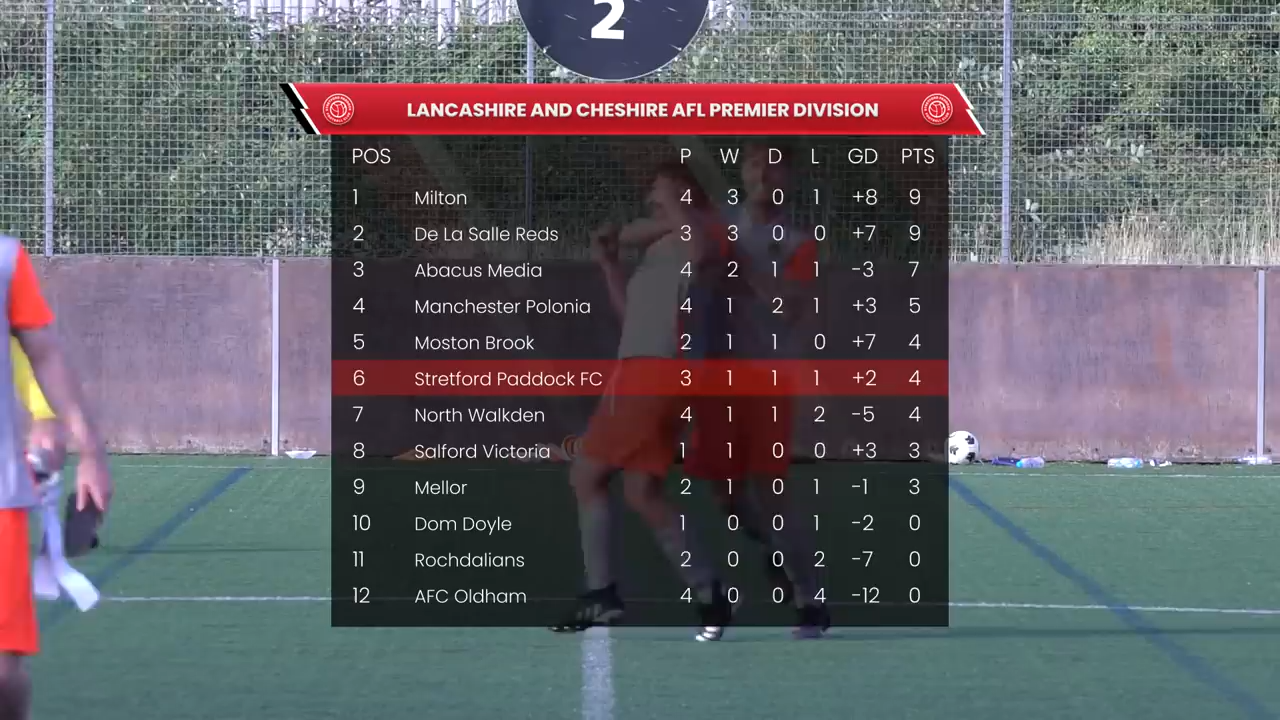 2
LANCASHIRE AND CHESHIRE AFL PREMIER DIVISION
POS P W D L GD PTS
1 Milton 4 3 0 1 +8 9
2 De La Salle Reds 3 3 0 0 +7 9
3 Abacus Media 4 2 1 1 -3 7
4 Manchester Polonia 4 1 2 1 +3 5
5 Moston Brook 2 1 1 0 +7 4
6 Stretford Paddock FC 3 1 1 1 +2 4
7 North Walkden 4 1 1 2 -5 4
8 Salford Victoria 1 1 0 0 +3 3
9 Mellor 2 1 0 1 -1 3
10 Dom Doyle 1 0 0 1 -2 0
11 Rochdalians 2 0 0 2 -7 0
12 AFC Oldham 4 0 0 4 -12 0